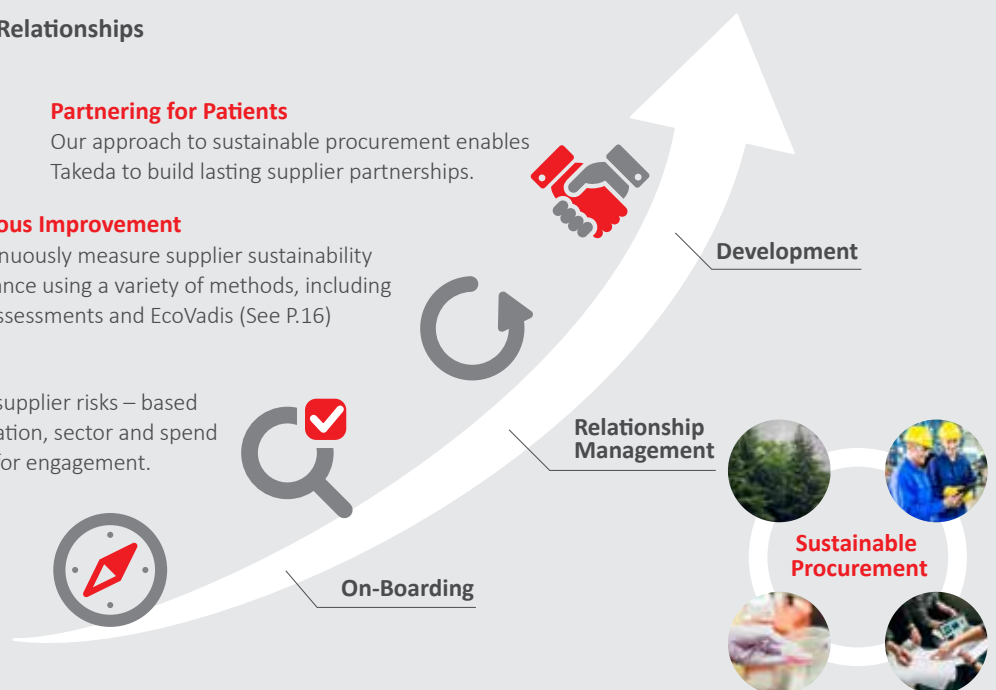 Relationships
Partnering for Patients
Our approach to sustainable procurement enables
Takeda to build lasting supplier partnerships.
ous Improvement
nuously measure supplier sustainability
ance using a variety of methods, including
ssessments and EcoVadis (See P.16)
supplier risks – based
ation, sector and spend
for engagement.
Development
Relationship
Management
On-Boarding
Sustainable
Procurement